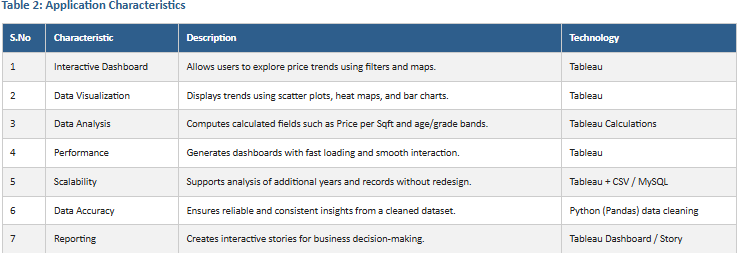 Table 2: Application Characteristics
S.No Characteristic Description Technology
1 Interactive Dashboard Allows users to explore price trends using filters and maps. Tableau
2 Data Visualization Displays trends using scatter plots, heat maps, and bar charts. Tableau
3 Data Analysis Computes calculated fields such as Price per Sqft and age/grade bands. Tableau Calculations
4 Performance Generates dashboards with fast loading and smooth interaction. Tableau
5 Scalability Supports analysis of additional years and records without redesign. Tableau + CSV / MySQL
6 Data Accuracy Ensures reliable and consistent insights from a cleaned dataset. Python (Pandas) data cleaning
7 Reporting Creates interactive stories for business decision-making. Tableau Dashboard / Story